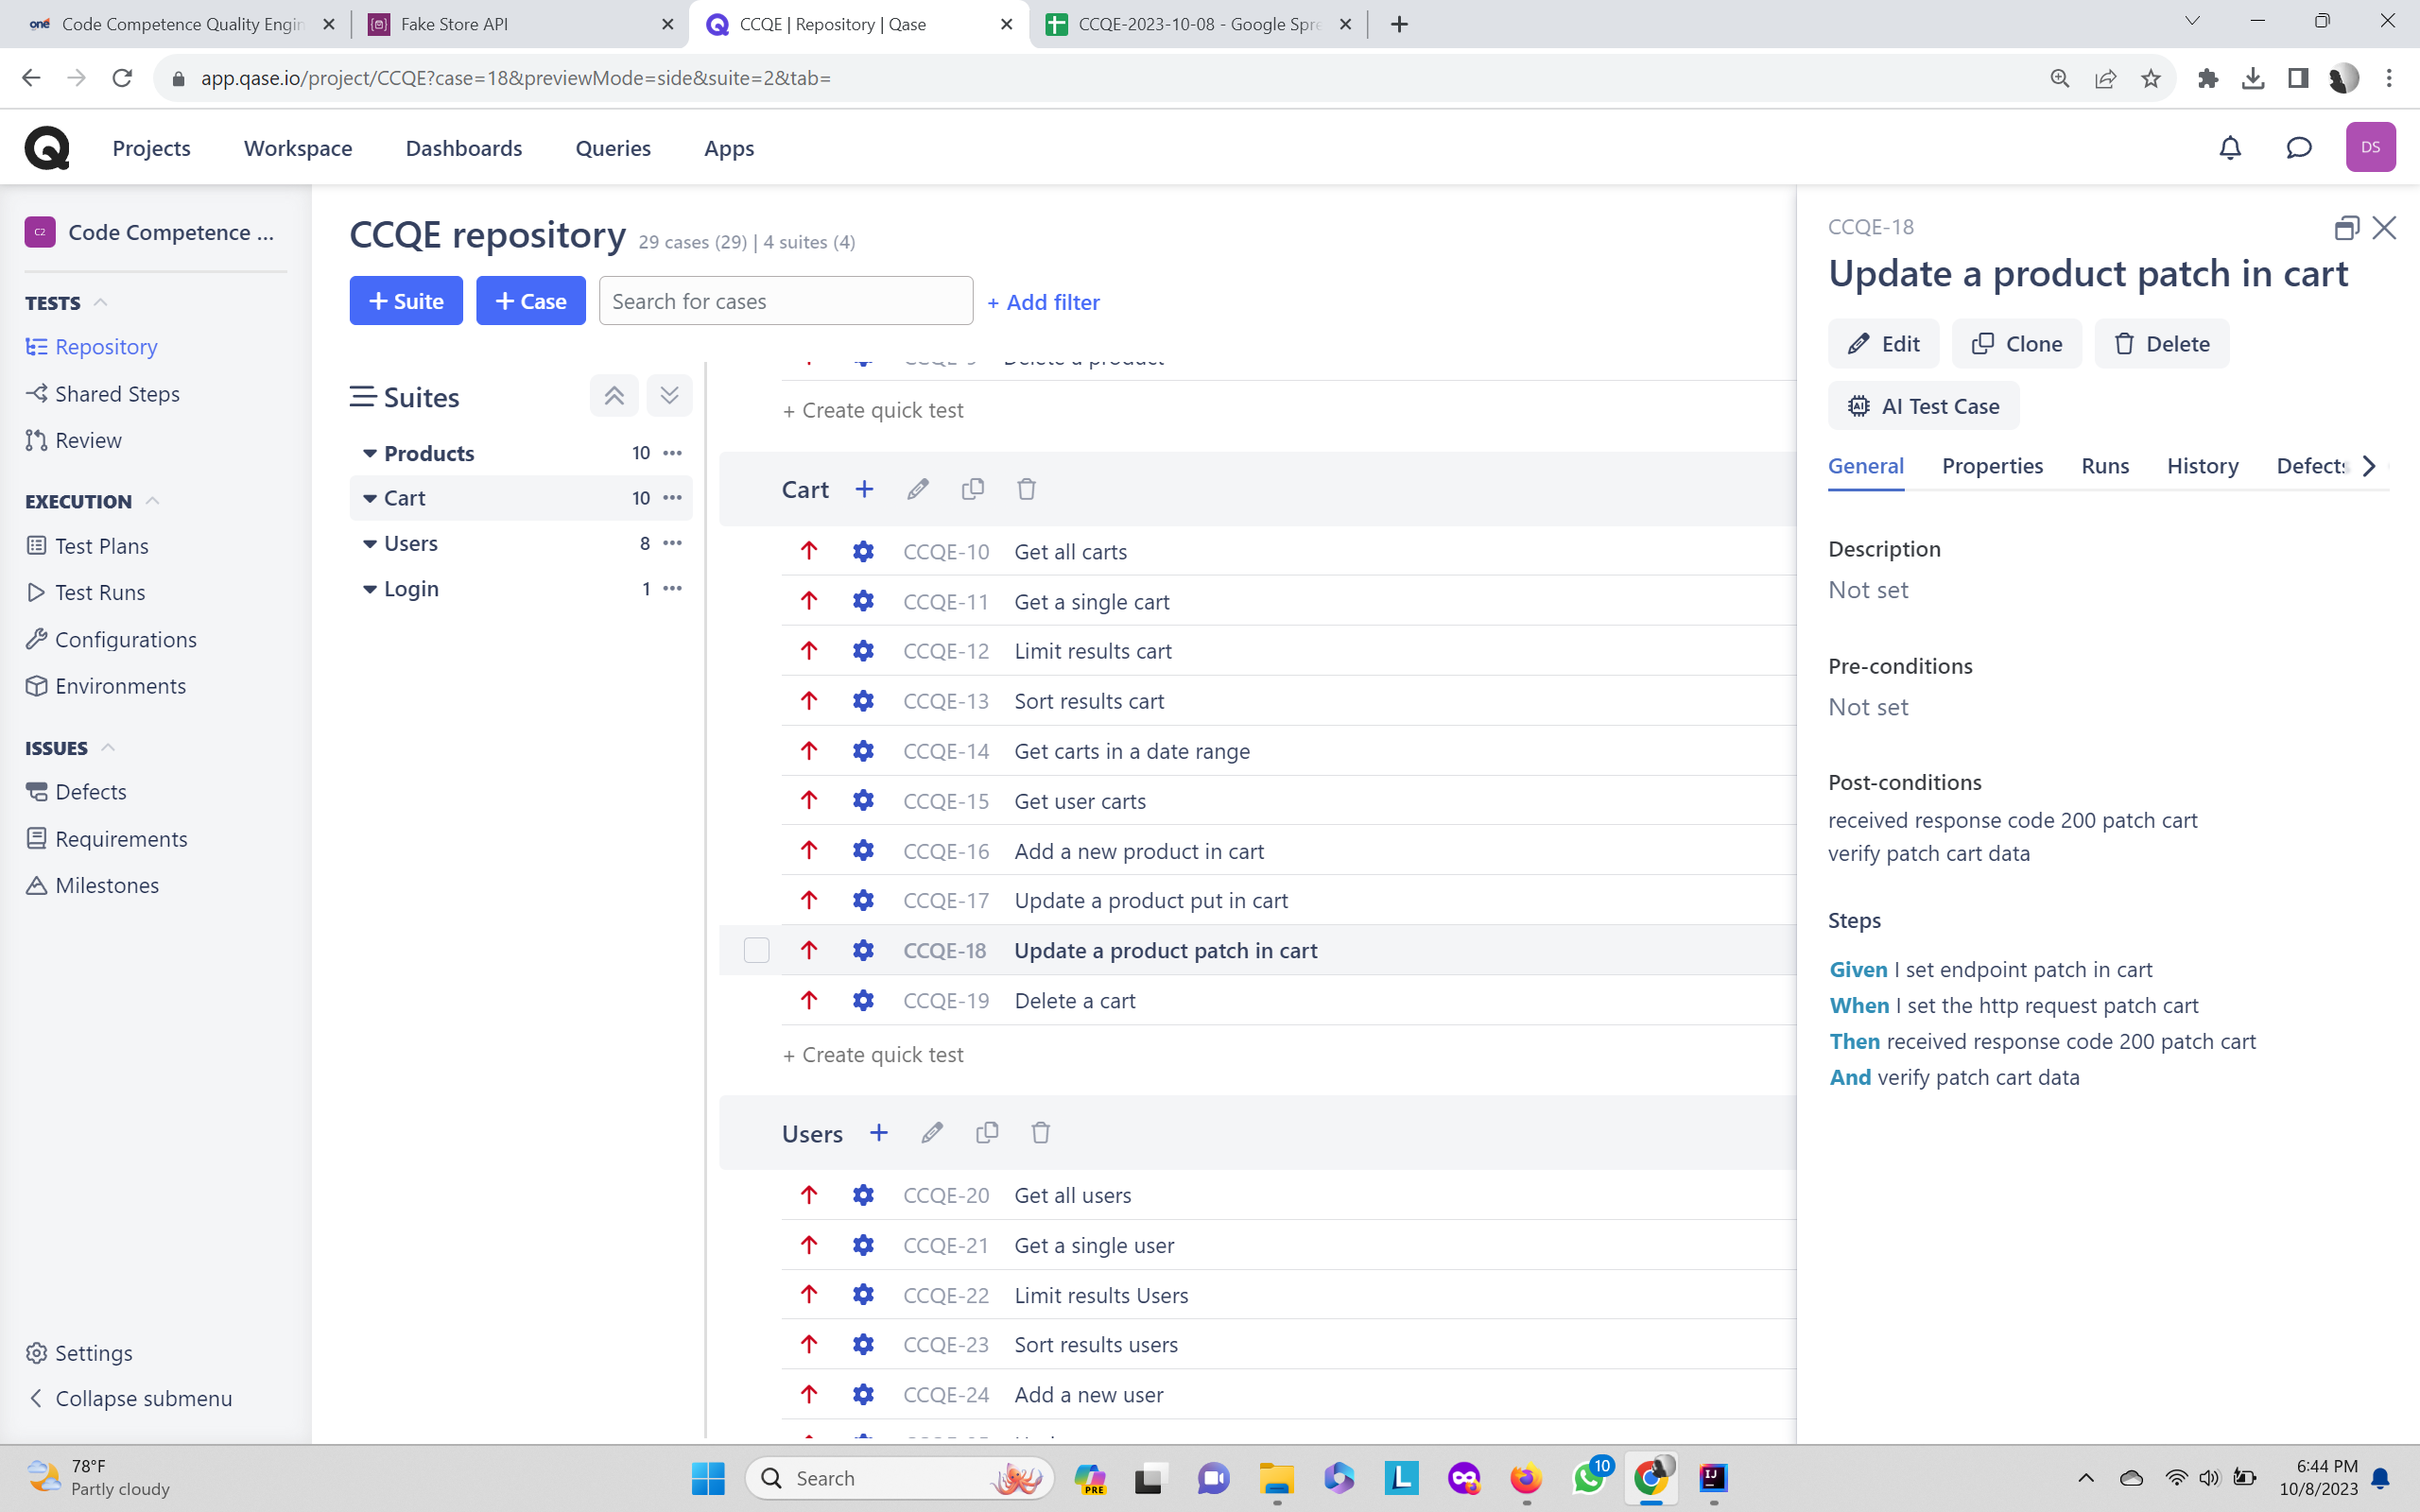 one Code Competence Quality Engin
Fake Store API
CCQE | Repository | Qase
CCQE-2023-10-08 - Google Spre
app.qase.io/project/CCQE?case=18&previewMode=side&suite=2&tab=
Projects
Workspace
Dashboards
Queries
Apps
DS
C2 Code Competence ...
TESTS
Repository
Shared Steps
Review
EXECUTION
Test Plans
Test Runs
Configurations
Environments
ISSUES
Defects
Requirements
Milestones
Settings
Collapse submenu
CCQE repository 29 cases (29) | 4 suites (4)
+ Suite
+ Case
Search for cases
+ Add filter
Suites
Products 10
Cart 10
Users 8
Login 1
Delete a product
+ Create quick test
Cart
CCQE-10 Get all carts
CCQE-11 Get a single cart
CCQE-12 Limit results cart
CCQE-13 Sort results cart
CCQE-14 Get carts in a date range
CCQE-15 Get user carts
CCQE-16 Add a new product in cart
CCQE-17 Update a product put in cart
CCQE-18 Update a product patch in cart
CCQE-19 Delete a cart
+ Create quick test
Users
CCQE-20 Get all users
CCQE-21 Get a single user
CCQE-22 Limit results Users
CCQE-23 Sort results users
CCQE-24 Add a new user
CCQE-18
Update a product patch in cart
Edit
Clone
Delete
AI Test Case
General
Properties
Runs
History
Defects
Description
Not set
Pre-conditions
Not set
Post-conditions
received response code 200 patch cart
verify patch cart data
Steps
Given I set endpoint patch in cart
When I set the http request patch cart
Then received response code 200 patch cart
And verify patch cart data
78°F
Partly cloudy
Search
PRE
L
10
IJ
6:44 PM
10/8/2023